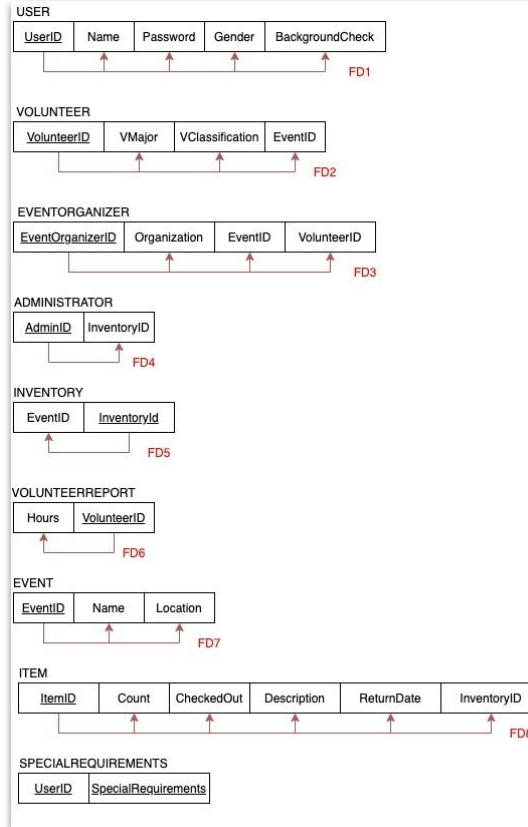 USER
UserID Name Password Gender BackgroundCheck
FD1
VOLUNTEER
VolunteerID VMajor VClassification EventID
FD2
EVENTORGANIZER
EventOrganizerID Organization EventID VolunteerID
FD3
ADMINISTRATOR
AdminID InventoryID
FD4
INVENTORY
EventID InventoryId
FD5
VOLUNTEERREPORT
Hours VolunteerID
FD6
EVENT
EventID Name Location
FD7
ITEM
ItemID Count CheckedOut Description ReturnDate InventoryID
FD8
SPECIALREQUIREMENTS
UserID SpecialRequirements